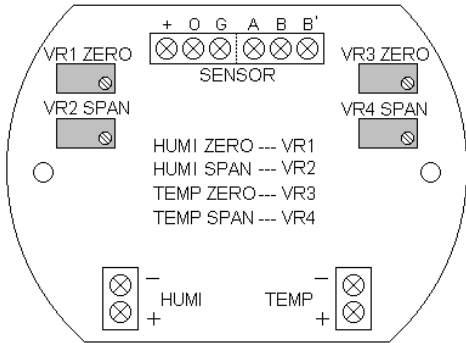 + O G A B B'
SENSOR
VR1 ZERO
VR3 ZERO
VR2 SPAN
VR4 SPAN
HUMI ZERO --- VR1
HUMI SPAN --- VR2
TEMP ZERO --- VR3
TEMP SPAN --- VR4
− HUMI +
− TEMP +